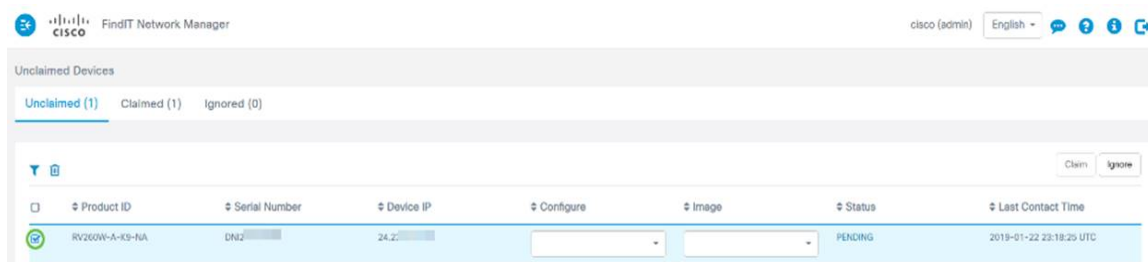 CISCO FindIT Network Manager cisco (admin) English
Unclaimed Devices
Unclaimed (1) Claimed (1) Ignored (0)
Claim Ignore
Product ID Serial Number Device IP Configure Image Status Last Contact Time
RV260W-A-K9-NA DNI2 24.2 PENDING 2019-01-22 23:18:25 UTC